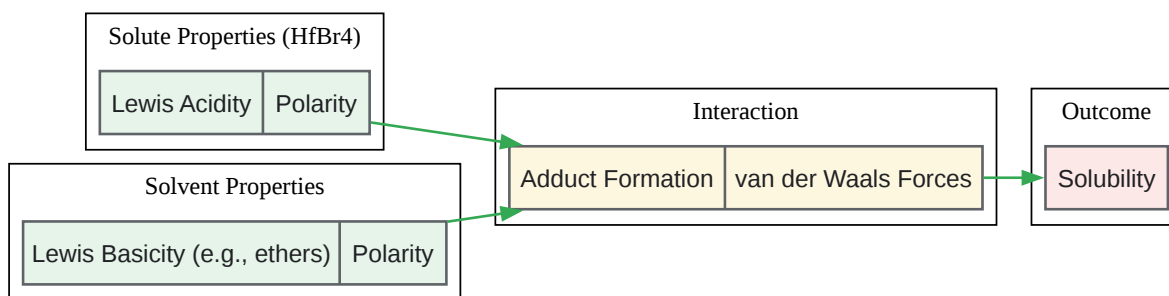 Solute Properties (HfBr4)
Lewis Acidity
Polarity
Solvent Properties
Lewis Basicity (e.g., ethers)
Polarity
Interaction
Adduct Formation
van der Waals Forces
Outcome
Solubility